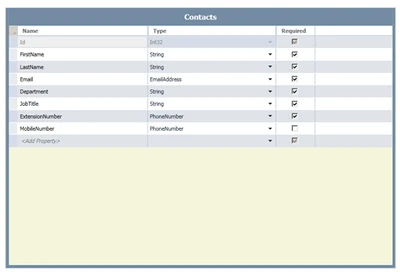 Contacts
Name Type Required
Id Int32
FirstName String
LastName String
Email EmailAddress
Department String
JobTitle String
ExtensionNumber PhoneNumber
MobileNumber PhoneNumber
<Add Property>